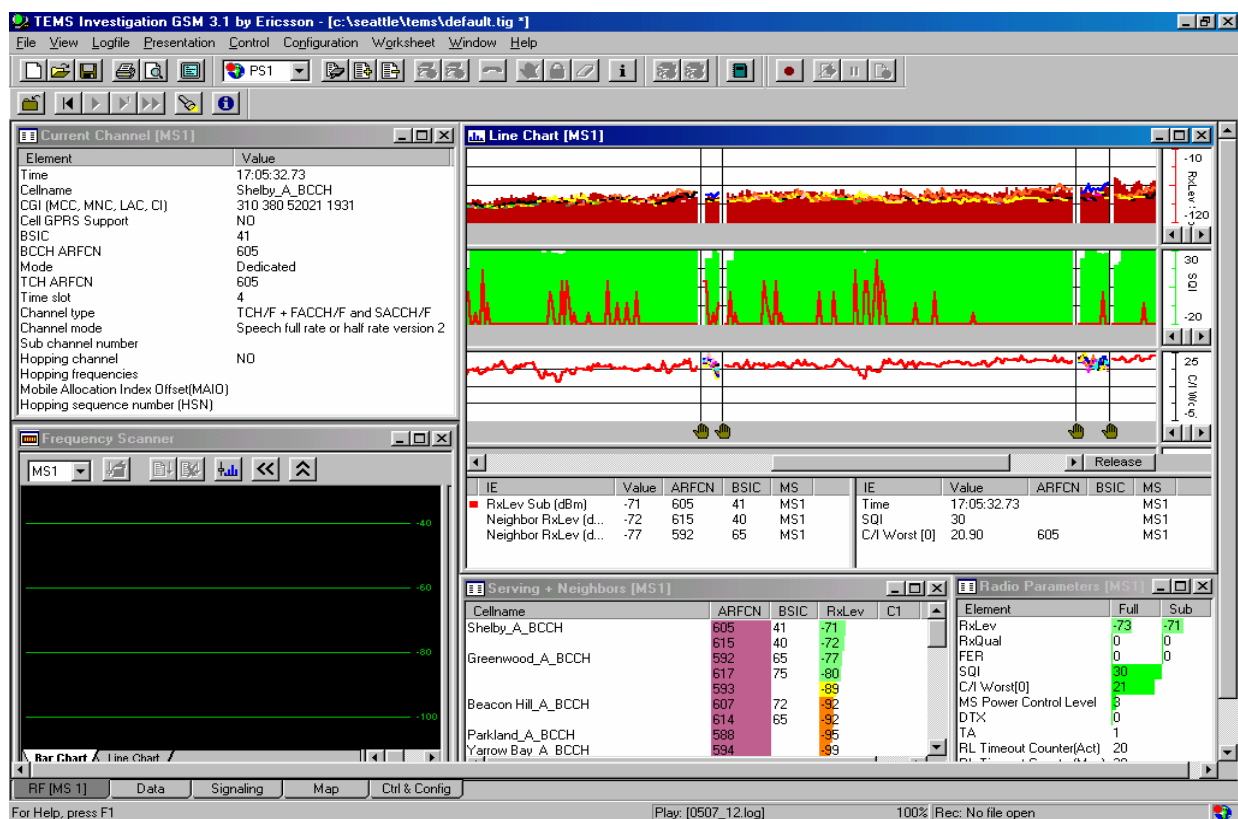 TEMS Investigation GSM 3.1 by Ericsson - [c:\seattle\tems\default.tig *]
File View Logfile Presentation Control Configuration Worksheet Window Help
PS1
Current Channel [MS1]
Element Value
Time 17:05:32.73
Cellname Shelby_A_BCCH
CGI (MCC, MNC, LAC, CI) 310 380 52021 1931
Cell GPRS Support NO
BSIC 41
BCCH ARFCN 605
Mode Dedicated
TCH ARFCN 605
Time slot 4
Channel type TCH/F + FACCH/F and SACCH/F
Channel mode Speech full rate or half rate version 2
Sub channel number
Hopping channel NO
Hopping frequencies
Mobile Allocation Index Offset(MAIO)
Hopping sequence number (HSN)
Line Chart [MS1]
-10
RxLev
-120
30
SQI
-20
25
C/I Wc
Release
IE Value ARFCN BSIC MS
RxLev Sub (dBm) -71 605 41 MS1
Neighbor RxLev (d... -72 615 40 MS1
Neighbor RxLev (d... -77 592 65 MS1
IE Value ARFCN BSIC MS
Time 17:05:32.73 MS1
SQI 30 MS1
C/I Worst [0] 20.90 605 MS1
Frequency Scanner
MS1
-40
-60
-80
-100
Bar Chart Line Chart
Serving + Neighbors [MS1]
Cellname ARFCN BSIC RxLev C1
Shelby_A_BCCH 605 41 -71
615 40 -72
Greenwood_A_BCCH 592 65 -77
617 75 -80
593 -89
Beacon Hill_A_BCCH 607 72 -92
614 65 -92
Parkland_A_BCCH 588 -95
Yarrow Bay_A_BCCH 594 -99
Radio Parameters [MS1]
Element Full Sub
RxLev -73 -71
RxQual 0 0
FER 0 0
SQI 30
C/I Worst[0] 21
MS Power Control Level 3
DTX 0
TA 1
RL Timeout Counter(Act) 20
RF [MS 1] Data Signaling Map Ctrl & Config
For Help, press F1 Play: [0507_12.log] 100% Rec: No file open